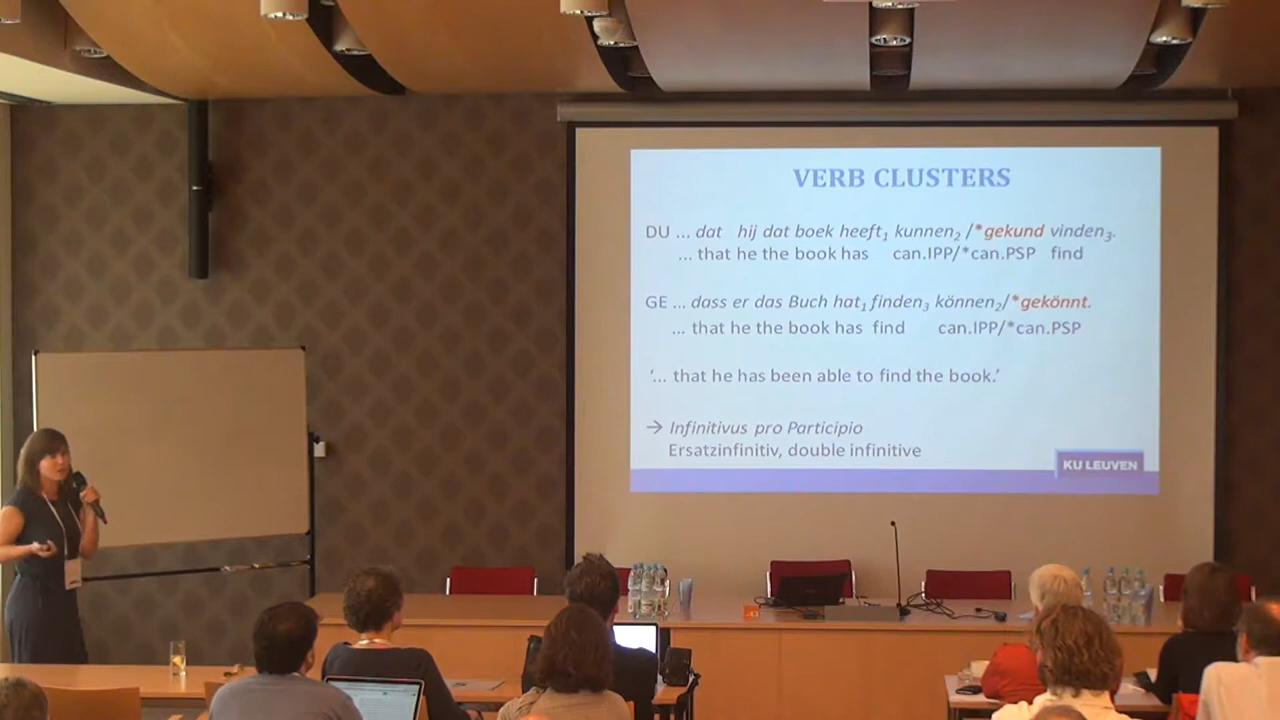 VERB CLUSTERS
DU ... dat hij dat boek heeft₁ kunnen₂ /*gekund vinden₃.
... that he the book has can.IPP/*can.PSP find
GE ... dass er das Buch hat₁ finden₃ können₂/*gekönnt.
... that he the book has find can.IPP/*can.PSP
‘... that he has been able to find the book.’
→ Infinitivus pro Participio
Ersatzinfinitiv, double infinitive
KU LEUVEN